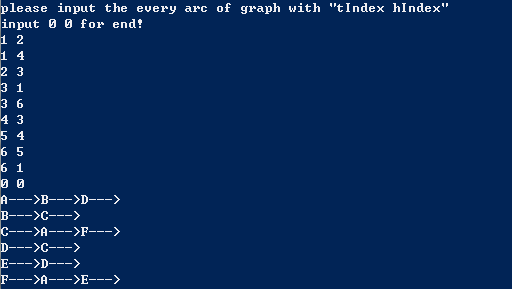 please input the every arc of graph with "tIndex hIndex"
input 0 0 for end!
1 2
1 4
2 3
3 1
3 6
4 3
5 4
6 5
6 1
0 0
A--->B--->D--->
B--->C--->
C--->A--->F--->
D--->C--->
E--->D--->
F--->A--->E--->